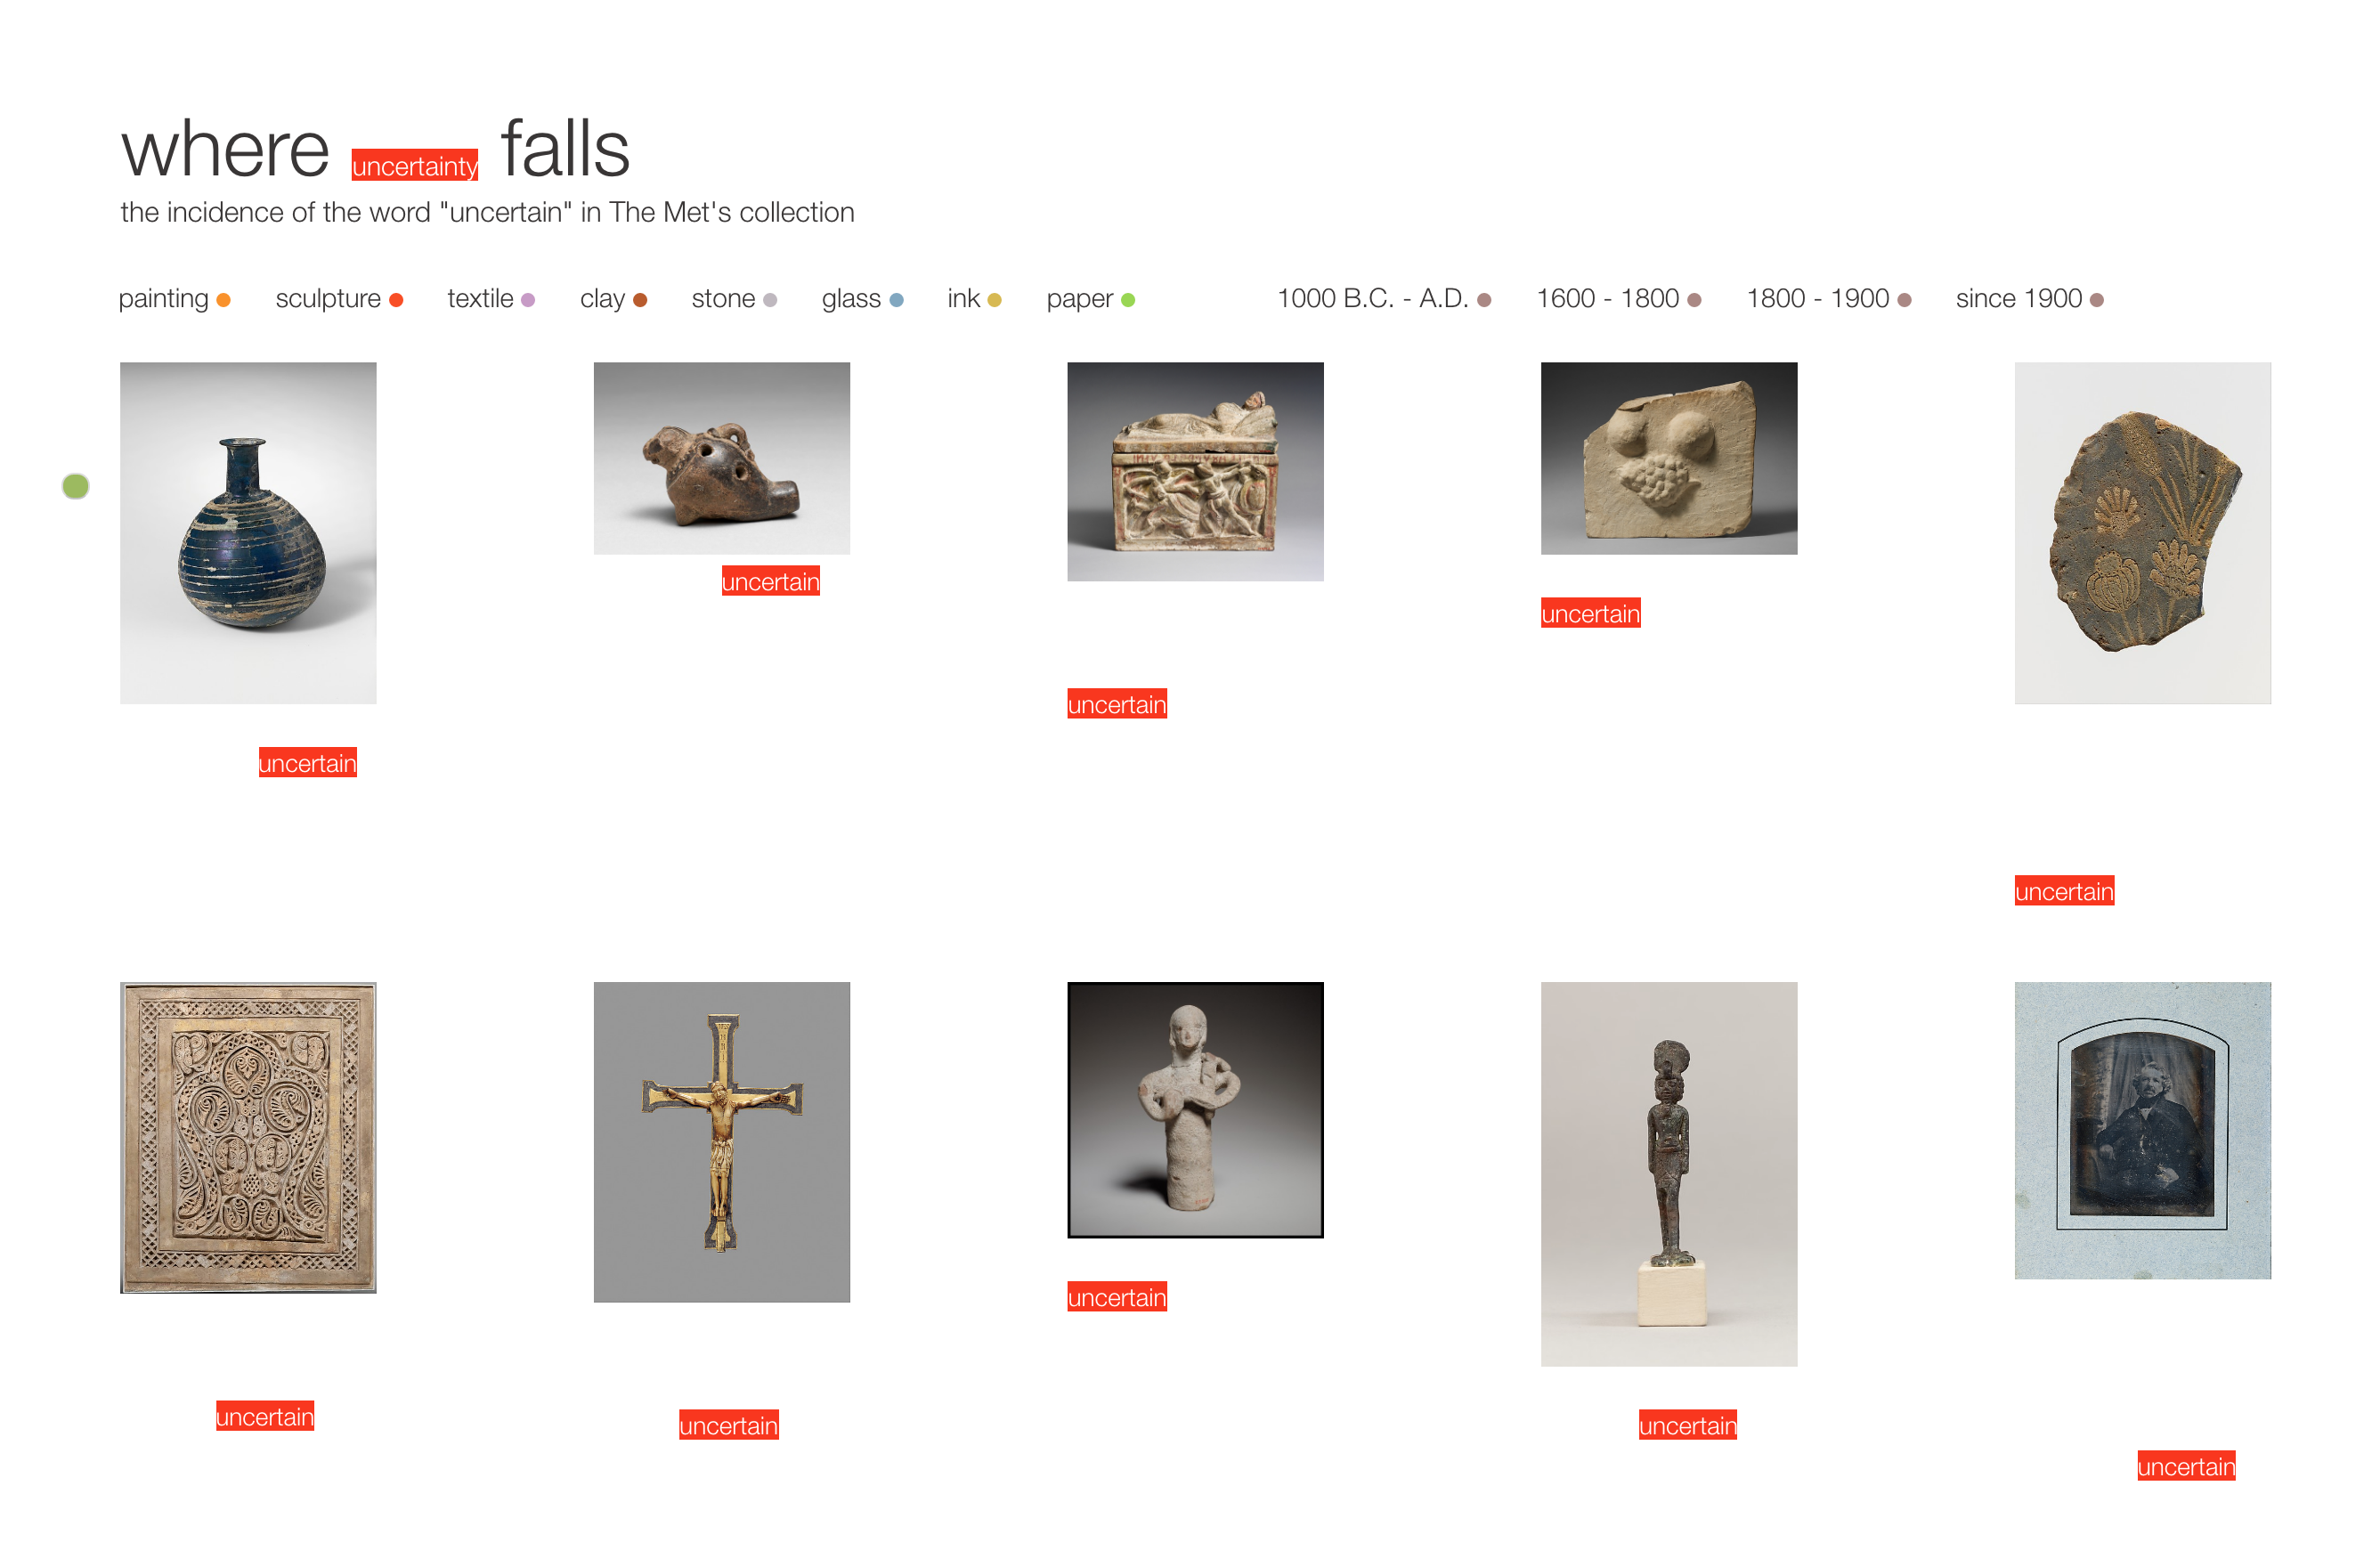 where uncertainty falls
the incidence of the word "uncertain" in The Met's collection
painting sculpture textile clay stone glass ink paper 1000 B.C. - A.D. 1600 - 1800 1800 - 1900 since 1900
uncertain
uncertain
uncertain
uncertain
uncertain
uncertain
uncertain
uncertain
uncertain
uncertain